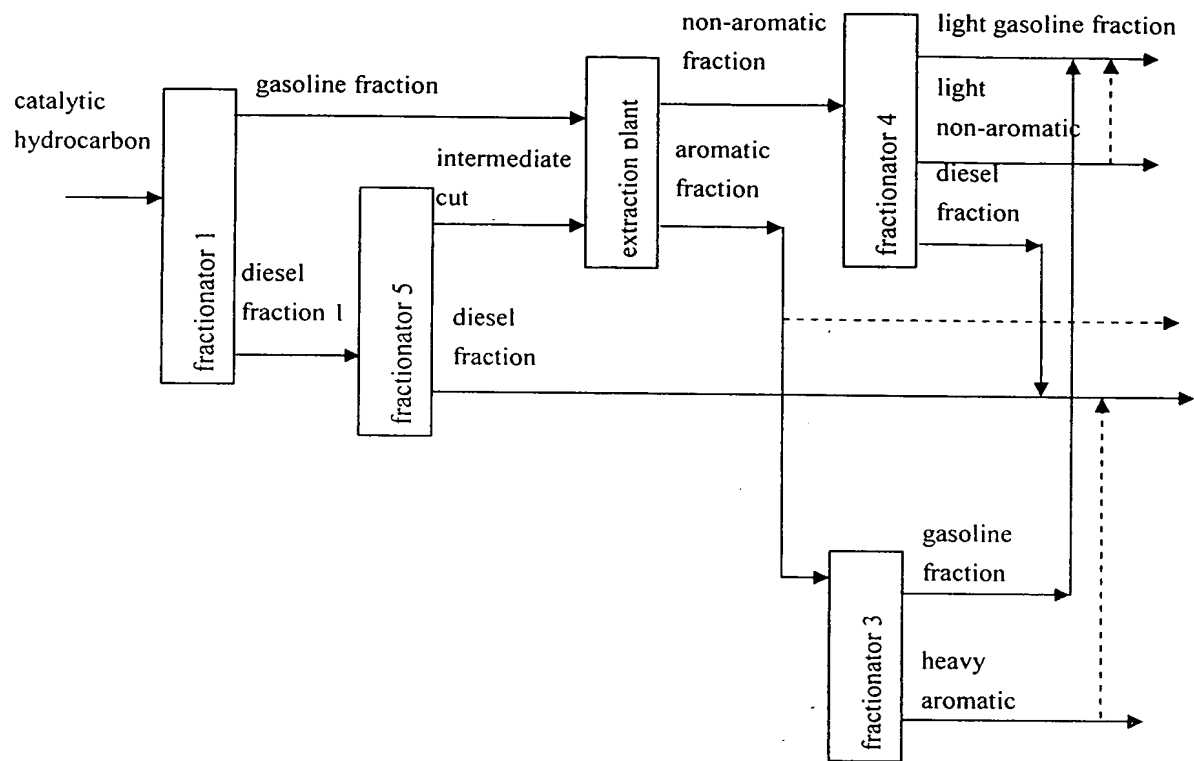 catalytic
hydrocarbon
fractionator 1
gasoline fraction
diesel
fraction 1
fractionator 5
intermediate
cut
diesel
fraction
extraction plant
non-aromatic
fraction
aromatic
fraction
fractionator 4
light gasoline fraction
light
non-aromatic
diesel
fraction
fractionator 3
gasoline
fraction
heavy
aromatic